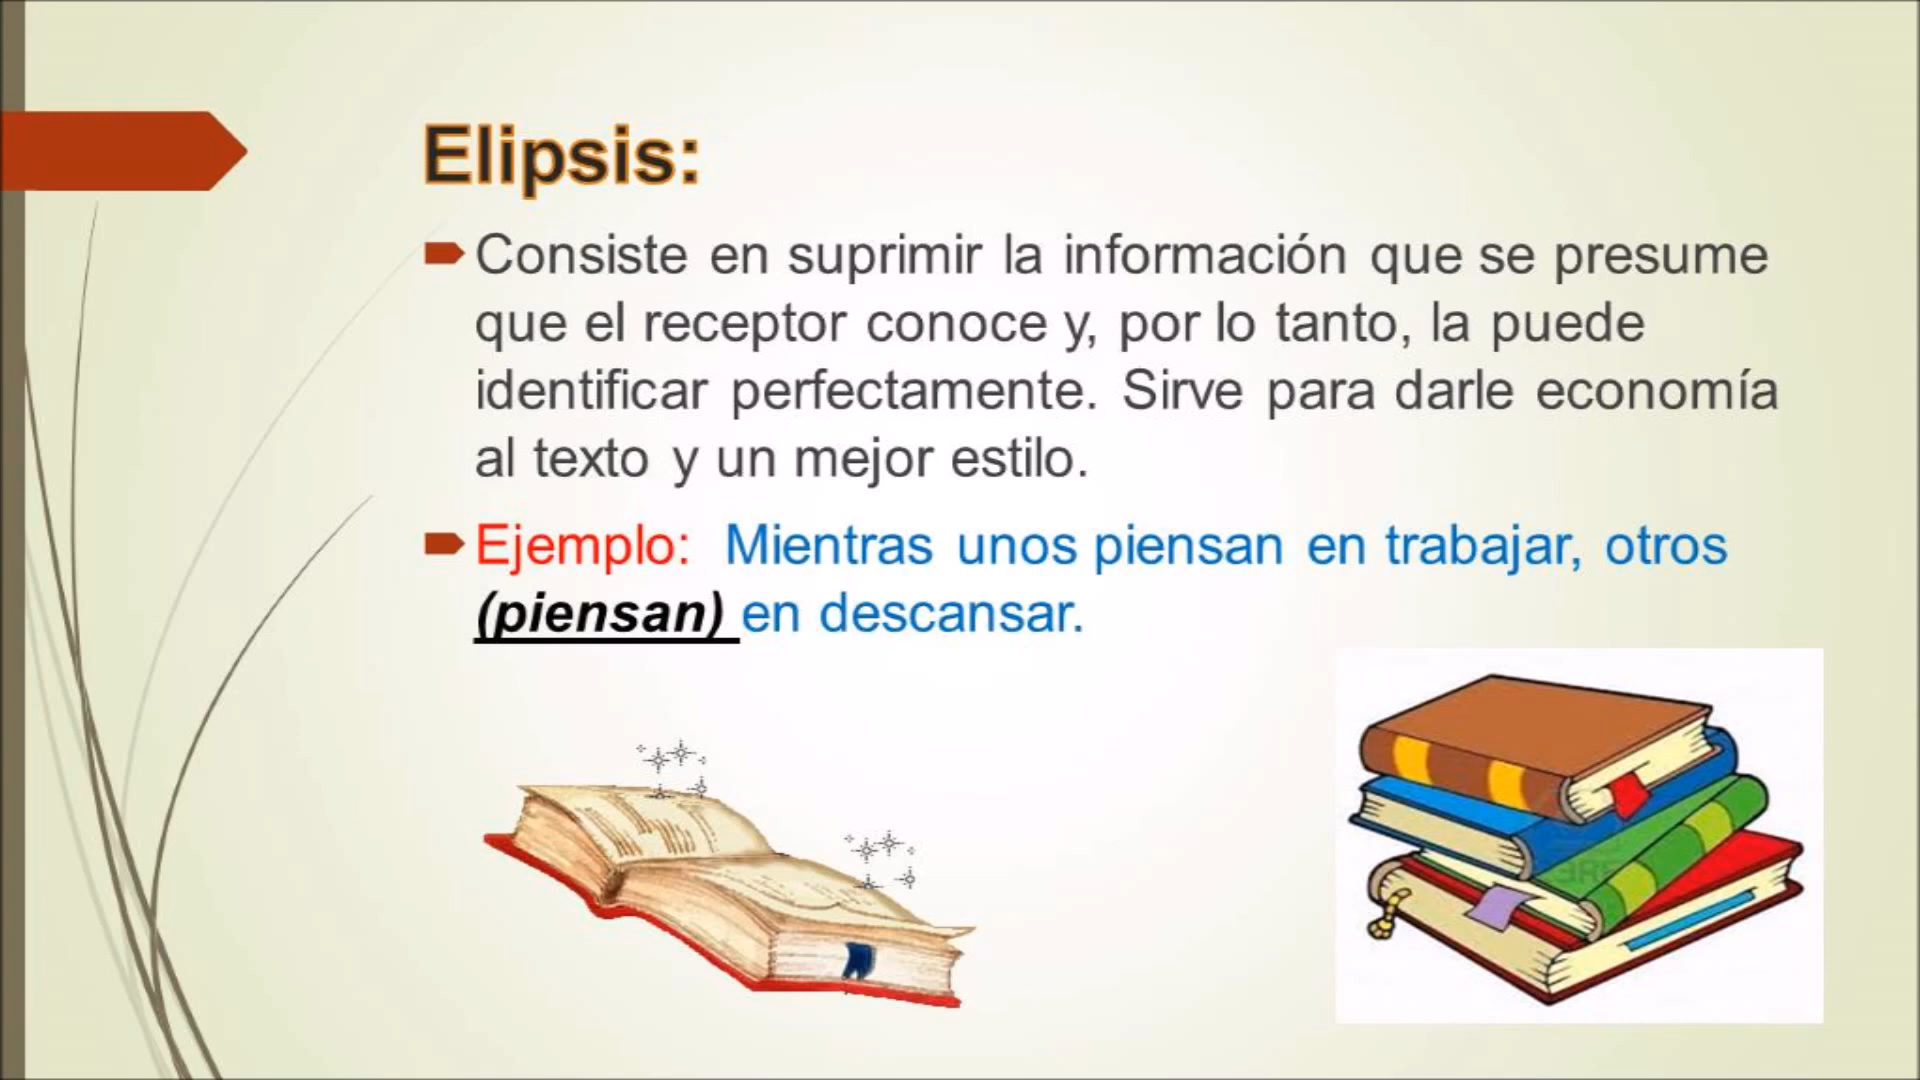 Elipsis:
Consiste en suprimir la información que se presume
que el receptor conoce y, por lo tanto, la puede
identificar perfectamente. Sirve para darle economía
al texto y un mejor estilo.
Ejemplo: Mientras unos piensan en trabajar, otros
(piensan) en descansar.